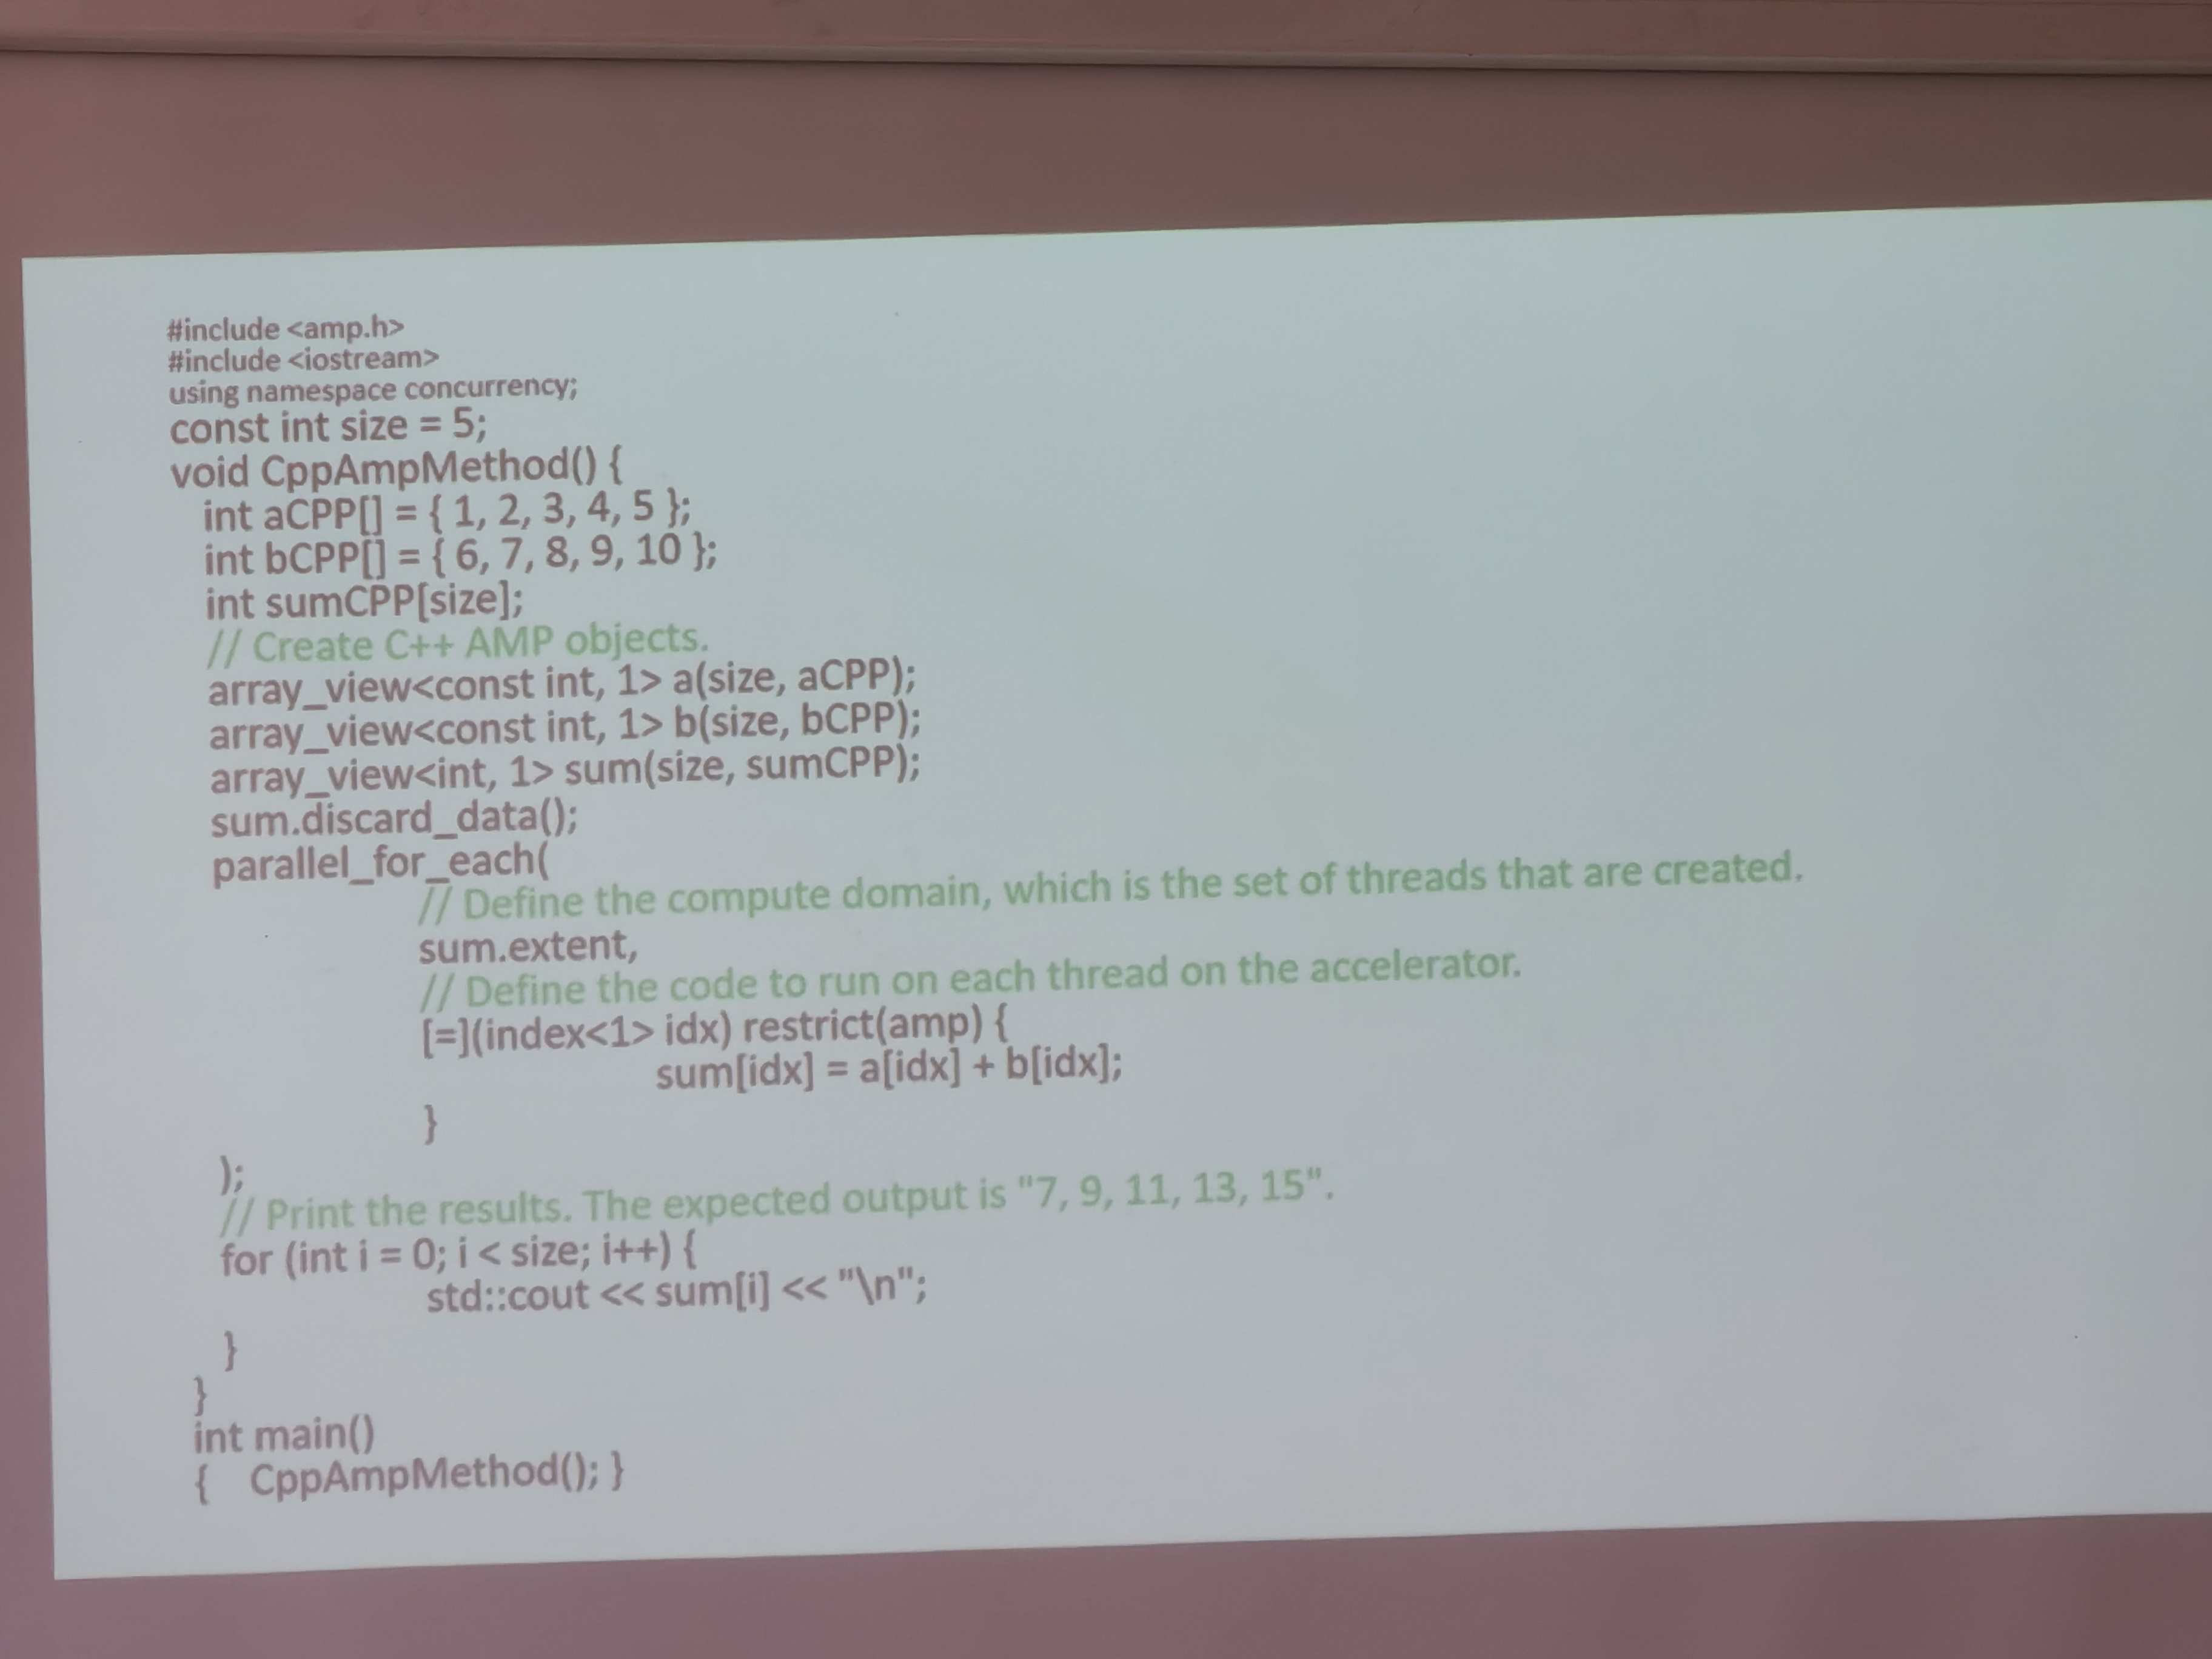 #include <amp.h>
#include <iostream>
using namespace concurrency;
const int size = 5;
void CppAmpMethod() {
int aCPP[] = { 1, 2, 3, 4, 5 };
int bCPP[] = { 6, 7, 8, 9, 10 };
int sumCPP[size];
// Create C++ AMP objects.
array_view<const int, 1> a(size, aCPP);
array_view<const int, 1> b(size, bCPP);
array_view<int, 1> sum(size, sumCPP);
sum.discard_data();
parallel_for_each(
// Define the compute domain, which is the set of threads that are created.
sum.extent,
// Define the code to run on each thread on the accelerator.
[=](index<1> idx) restrict(amp) {
sum[idx] = a[idx] + b[idx];
}
);
// Print the results. The expected output is "7, 9, 11, 13, 15".
for (int i = 0; i < size; i++) {
std::cout << sum[i] << "\n";
}
}
int main()
{ CppAmpMethod(); }